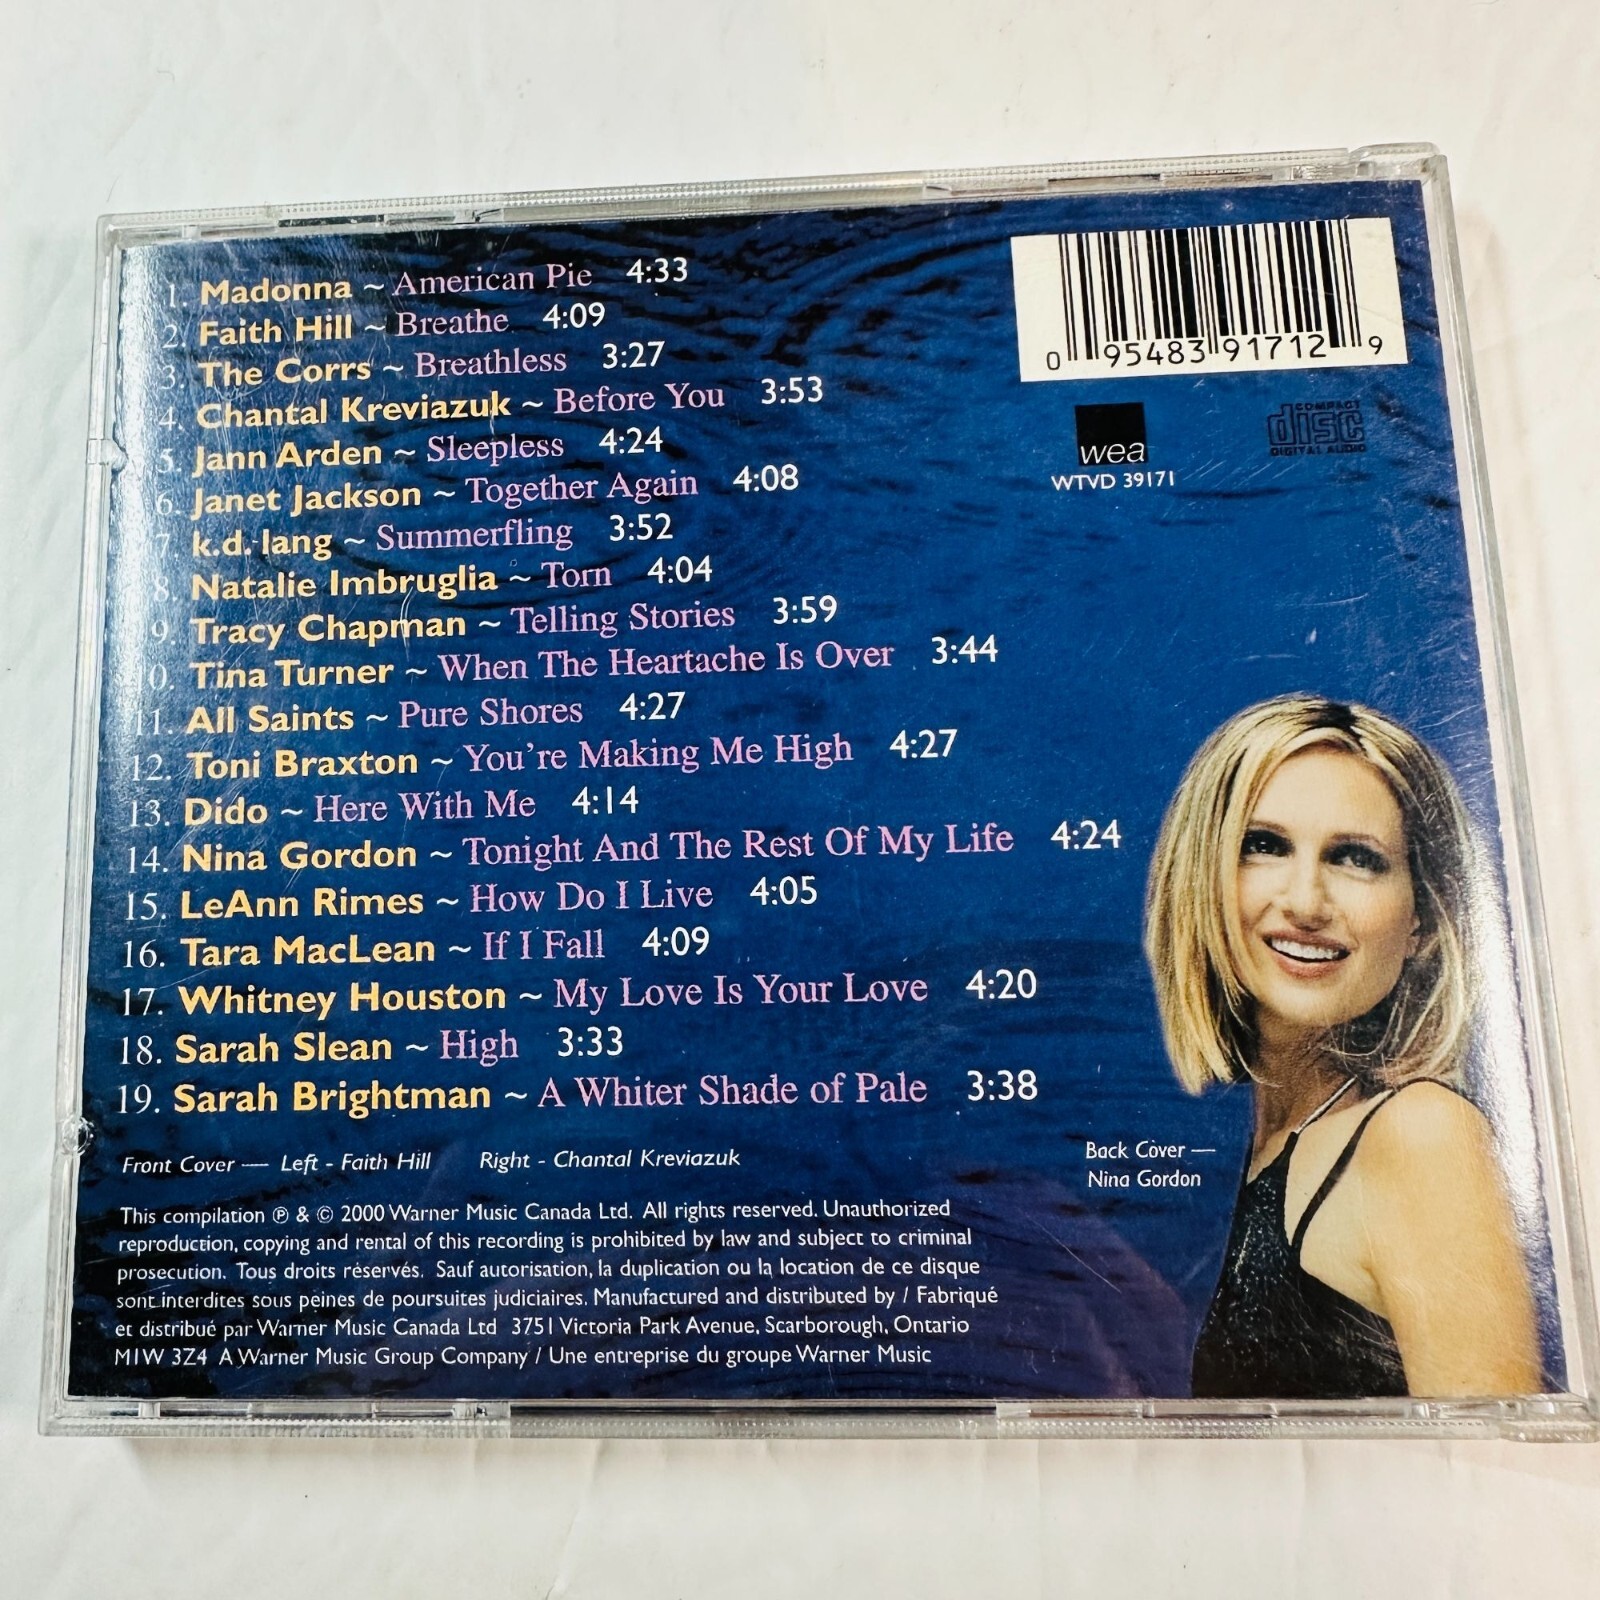 1. Madonna ~ American Pie 4:33
2. Faith Hill ~ Breathe 4:09
3. The Corrs ~ Breathless 3:27
4. Chantal Kreviazuk ~ Before You 3:53
5. Jann Arden ~ Sleepless 4:24
6. Janet Jackson ~ Together Again 4:08
7. k.d. lang ~ Summerfling 3:52
8. Natalie Imbruglia ~ Torn 4:04
9. Tracy Chapman ~ Telling Stories 3:59
10. Tina Turner ~ When The Heartache Is Over 3:44
11. All Saints ~ Pure Shores 4:27
12. Toni Braxton ~ You're Making Me High 4:27
13. Dido ~ Here With Me 4:14
14. Nina Gordon ~ Tonight And The Rest Of My Life 4:24
15. LeAnn Rimes ~ How Do I Live 4:05
16. Tara MacLean ~ If I Fall 4:09
17. Whitney Houston ~ My Love Is Your Love 4:20
18. Sarah Slean ~ High 3:33
19. Sarah Brightman ~ A Whiter Shade of Pale 3:38
0 95483 91712 9
wea
WTVD 39171
COMPACT
disc
DIGITAL AUDIO
Front Cover — Left - Faith Hill Right - Chantal Kreviazuk
Back Cover —
Nina Gordon
This compilation ℗ & © 2000 Warner Music Canada Ltd. All rights reserved. Unauthorized
reproduction, copying and rental of this recording is prohibited by law and subject to criminal
prosecution. Tous droits réservés. Sauf autorisation, la duplication ou la location de ce disque
sont interdites sous peines de poursuites judiciaires. Manufactured and distributed by / Fabriqué
et distribué par Warner Music Canada Ltd 3751 Victoria Park Avenue, Scarborough, Ontario
M1W 3Z4 A Warner Music Group Company / Une entreprise du groupe Warner Music